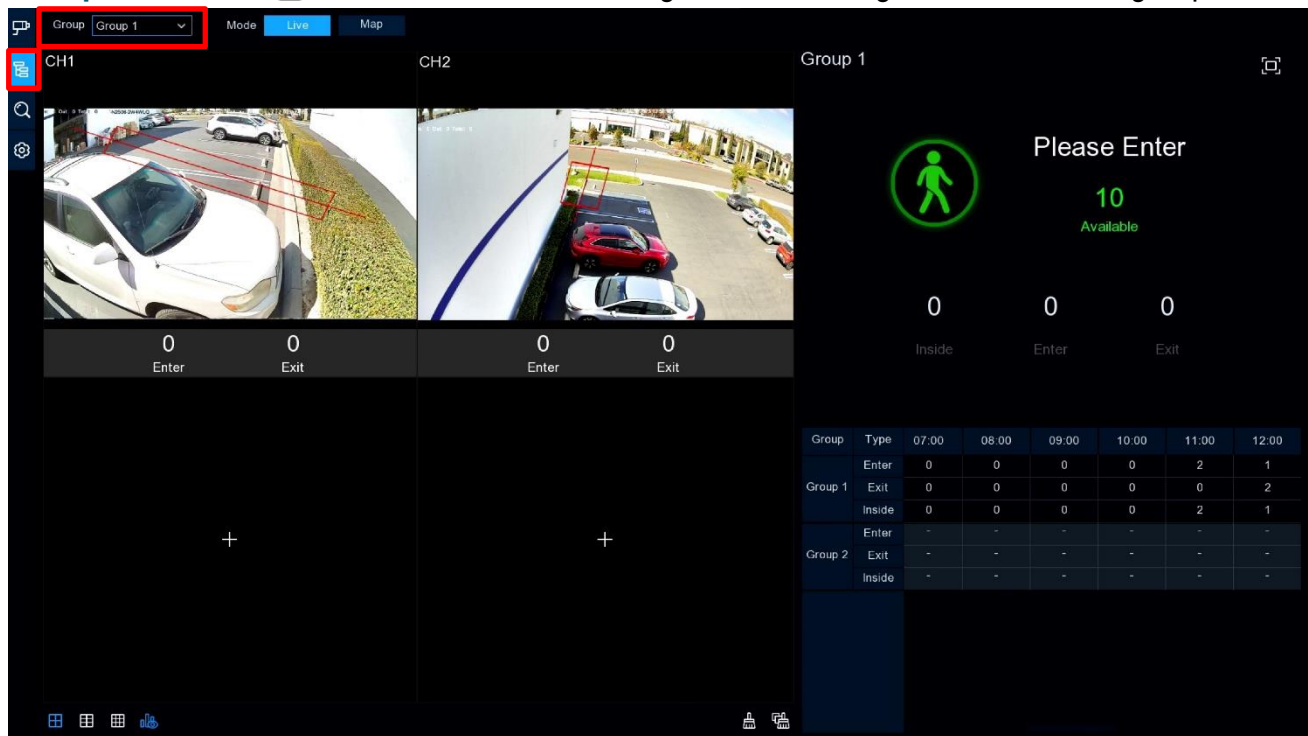 Group Group 1 Mode Live Map
CH1 CH2 Group 1
Please Enter
10
Available
0 Enter 0 Exit
0 Enter 0 Exit
0 0 0
Inside Enter Exit
Group Type 07:00 08:00 09:00 10:00 11:00 12:00
Group 1
Enter 0 0 0 0 2 1
Exit 0 0 0 0 0 2
Inside 0 0 0 0 2 1
Group 2
Enter - - - - - -
Exit - - - - - -
Inside - - - - - -